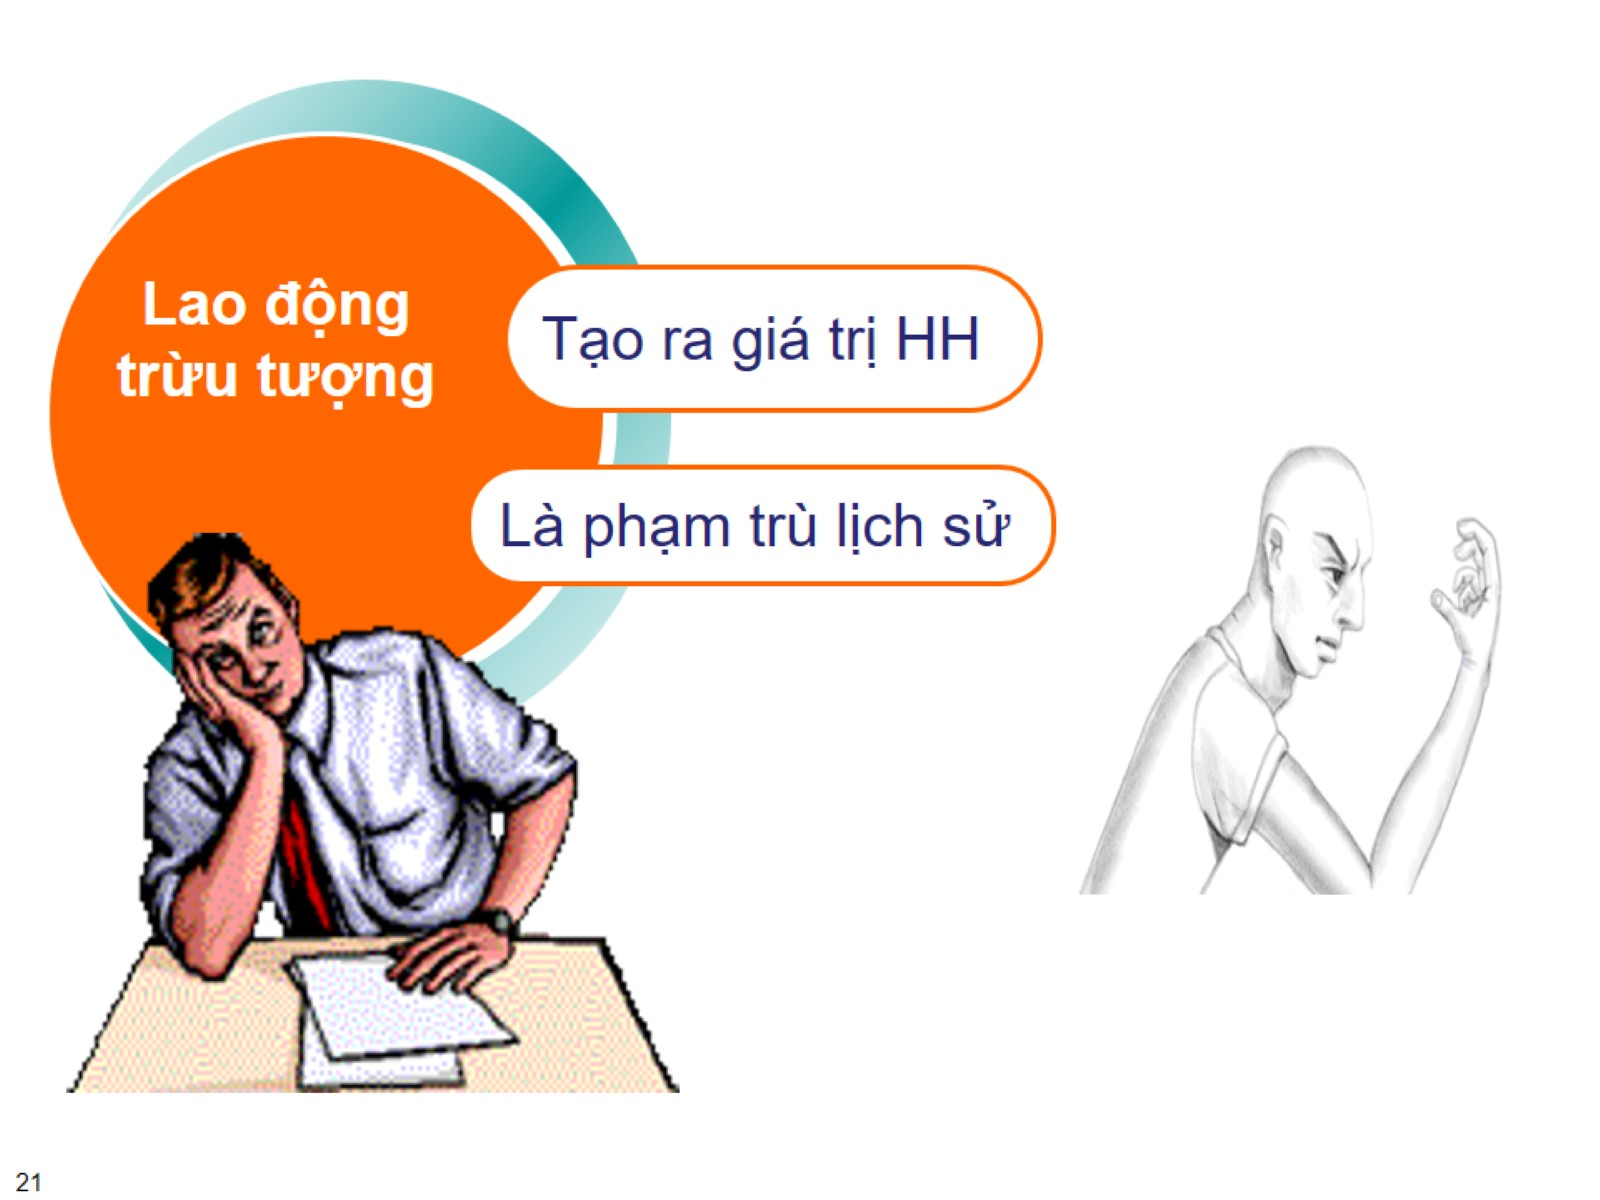 Lao động
trừu tượng
Tạo ra giá trị HH
Là phạm trù lịch sử
21